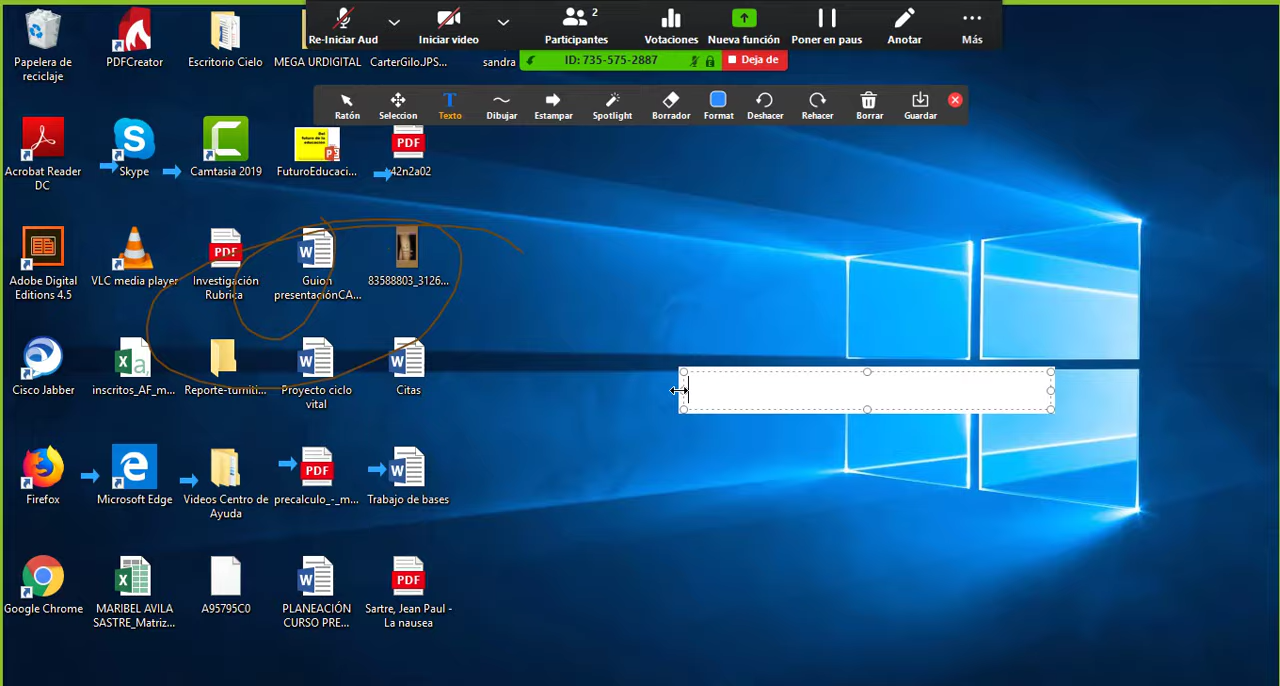 Re-Iniciar Aud
Iniciar video
2
Participantes
Votaciones
Nueva función
Poner en paus
Anotar
Más
ID: 735-575-2887
Deja de
Ratón
Seleccion
T
Texto
Dibujar
Estampar
Spotlight
Borrador
Format
Deshacer
Rehacer
Borrar
Guardar
Papelera de
reciclaje
PDFCreator
Escritorio Cielo
MEGA URDIGITAL
CarterGilo.JPS...
sandra
Acrobat Reader
DC
S
Skype
C
Camtasia 2019
FuturoEducaci...
PDF
42n2a02
Adobe Digital
Editions 4.5
VLC media player
PDF
Investigación
Rubrica
W
Guion
presentaciónCA...
83588803_3126...
Cisco Jabber
X a,
inscritos_AF_m...
Reporte-turniti...
W
Proyecto ciclo
vital
W
Citas
Firefox
e
Microsoft Edge
Videos Centro de
Ayuda
PDF
precalculo_-_m...
W
Trabajo de bases
Google Chrome
X
MARIBEL AVILA
SASTRE_Matriz...
A95795C0
W
PLANEACIÓN
CURSO PRE...
PDF
Sartre, Jean Paul -
La nausea